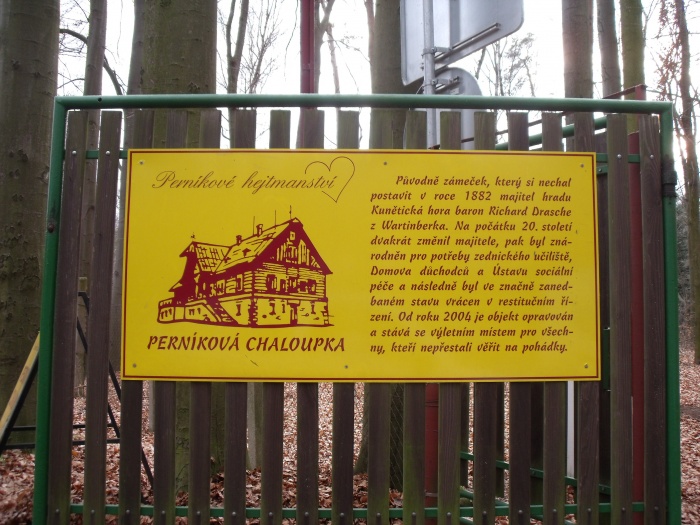 Perníkové hejtmanství
PERNÍKOVÁ CHALOUPKA
Původně zámeček, který si nechal
postavit v roce 1882 majitel hradu
Kunětická hora baron Richard Drasche
z Wartinberka. Na počátku 20. století
dvakrát změnil majitele, pak byl zná-
rodněn pro potřeby zednického učiliště,
Domova důchodců a Ústavu sociální
péče a následně byl ve značně zaned-
baném stavu vrácen v restitučním ří-
zení. Od roku 2004 je objekt opravován
a stává se výletním místem pro všech-
ny, kteří nepřestali věřit na pohádky.